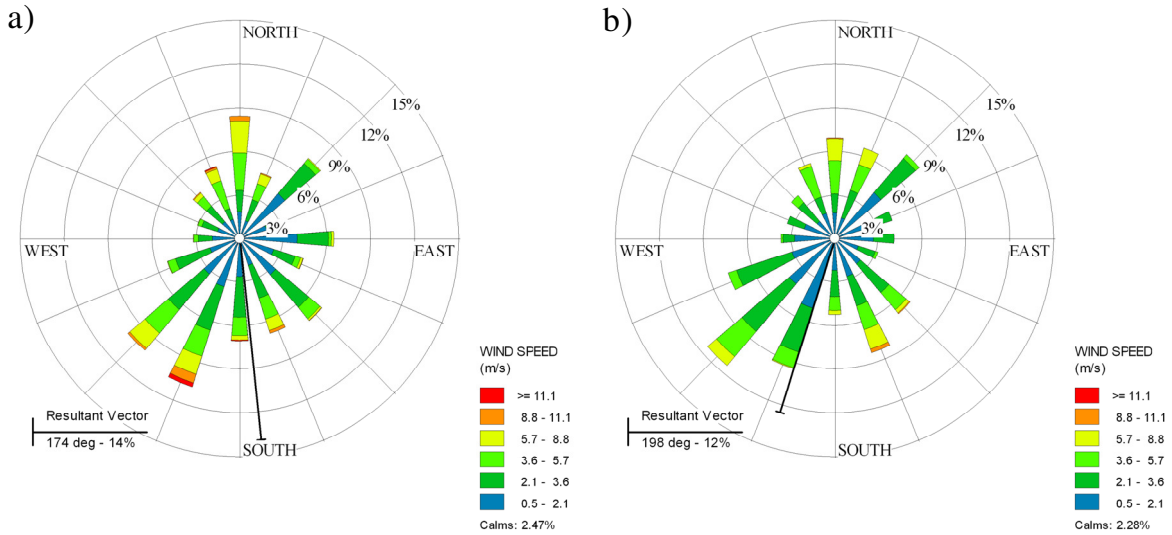 a)
NORTH
15%
12%
9%
6%
3%
WEST
EAST
SOUTH
Resultant Vector
174 deg - 14%
WIND SPEED
(m/s)
>= 11.1
8.8 - 11.1
5.7 - 8.8
3.6 - 5.7
2.1 - 3.6
0.5 - 2.1
Calms: 2.47%
b)
NORTH
15%
12%
9%
6%
3%
WEST
EAST
SOUTH
Resultant Vector
198 deg - 12%
WIND SPEED
(m/s)
>= 11.1
8.8 - 11.1
5.7 - 8.8
3.6 - 5.7
2.1 - 3.6
0.5 - 2.1
Calms: 2.28%